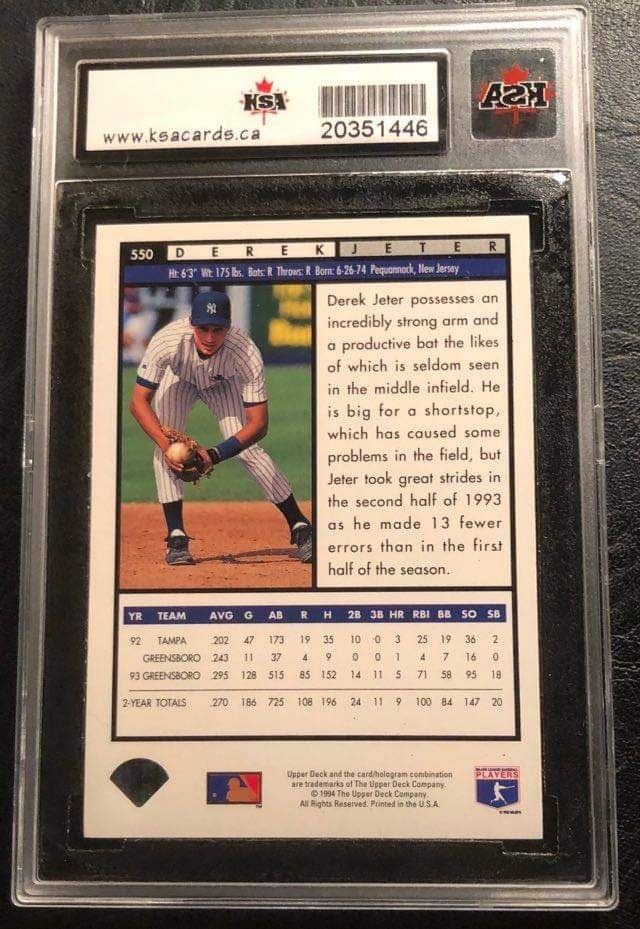 KSA
www.ksacards.ca
20351446
KSA
550 DEREK JETER
Ht: 6'3" Wt: 175 lbs. Bats: R Throws: R Born: 6-26-74 Pequannock, New Jersey
NY
Derek Jeter possesses an
incredibly strong arm and
a productive bat the likes
of which is seldom seen
in the middle infield. He
is big for a shortstop,
which has caused some
problems in the field, but
Jeter took great strides in
the second half of 1993
as he made 13 fewer
errors than in the first
half of the season.
YR TEAM AVG G AB R H 2B 3B HR RBI BB SO SB
92 TAMPA .202 47 173 19 35 10 0 3 25 19 36 2
GREENSBORO .243 11 37 4 9 0 0 1 4 7 16 0
93 GREENSBORO .295 128 515 85 152 14 11 5 71 58 95 18
2-YEAR TOTALS .270 186 725 108 196 24 11 9 100 84 147 20
Upper Deck and the card/hologram combination
are trademarks of The Upper Deck Company.
© 1994 The Upper Deck Company.
All Rights Reserved. Printed in the U.S.A.
TM
MAJOR LEAGUE BASEBALL
PLAYERS